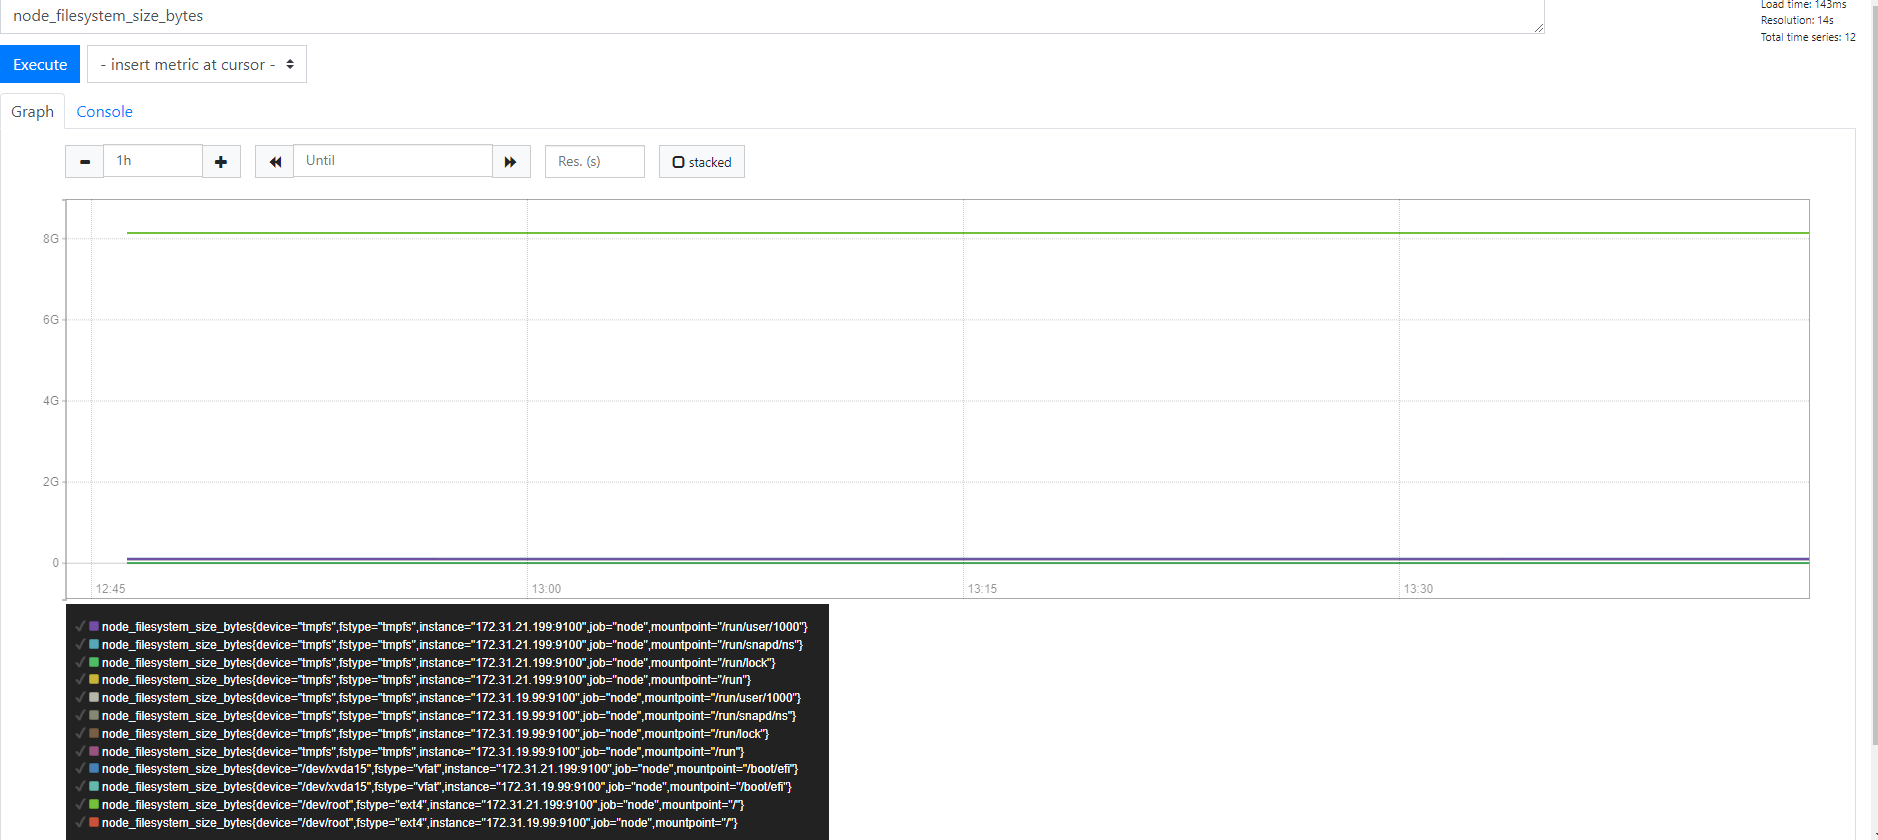 node_filesystem_size_bytes
Load time: 143ms
Resolution: 14s
Total time series: 12
Execute
- insert metric at cursor -
Graph
Console
1h
Until
Res. (s)
stacked
8G
6G
4G
2G
0
12:45
13:00
13:15
13:30
node_filesystem_size_bytes{device="tmpfs",fstype="tmpfs",instance="172.31.21.199:9100",job="node",mountpoint="/run/user/1000"}
node_filesystem_size_bytes{device="tmpfs",fstype="tmpfs",instance="172.31.21.199:9100",job="node",mountpoint="/run/snapd/ns"}
node_filesystem_size_bytes{device="tmpfs",fstype="tmpfs",instance="172.31.21.199:9100",job="node",mountpoint="/run/lock"}
node_filesystem_size_bytes{device="tmpfs",fstype="tmpfs",instance="172.31.21.199:9100",job="node",mountpoint="/run"}
node_filesystem_size_bytes{device="tmpfs",fstype="tmpfs",instance="172.31.19.99:9100",job="node",mountpoint="/run/user/1000"}
node_filesystem_size_bytes{device="tmpfs",fstype="tmpfs",instance="172.31.19.99:9100",job="node",mountpoint="/run/snapd/ns"}
node_filesystem_size_bytes{device="tmpfs",fstype="tmpfs",instance="172.31.19.99:9100",job="node",mountpoint="/run/lock"}
node_filesystem_size_bytes{device="tmpfs",fstype="tmpfs",instance="172.31.19.99:9100",job="node",mountpoint="/run"}
node_filesystem_size_bytes{device="/dev/xvda15",fstype="vfat",instance="172.31.21.199:9100",job="node",mountpoint="/boot/efi"}
node_filesystem_size_bytes{device="/dev/xvda15",fstype="vfat",instance="172.31.19.99:9100",job="node",mountpoint="/boot/efi"}
node_filesystem_size_bytes{device="/dev/root",fstype="ext4",instance="172.31.21.199:9100",job="node",mountpoint="/"}
node_filesystem_size_bytes{device="/dev/root",fstype="ext4",instance="172.31.19.99:9100",job="node",mountpoint="/"}